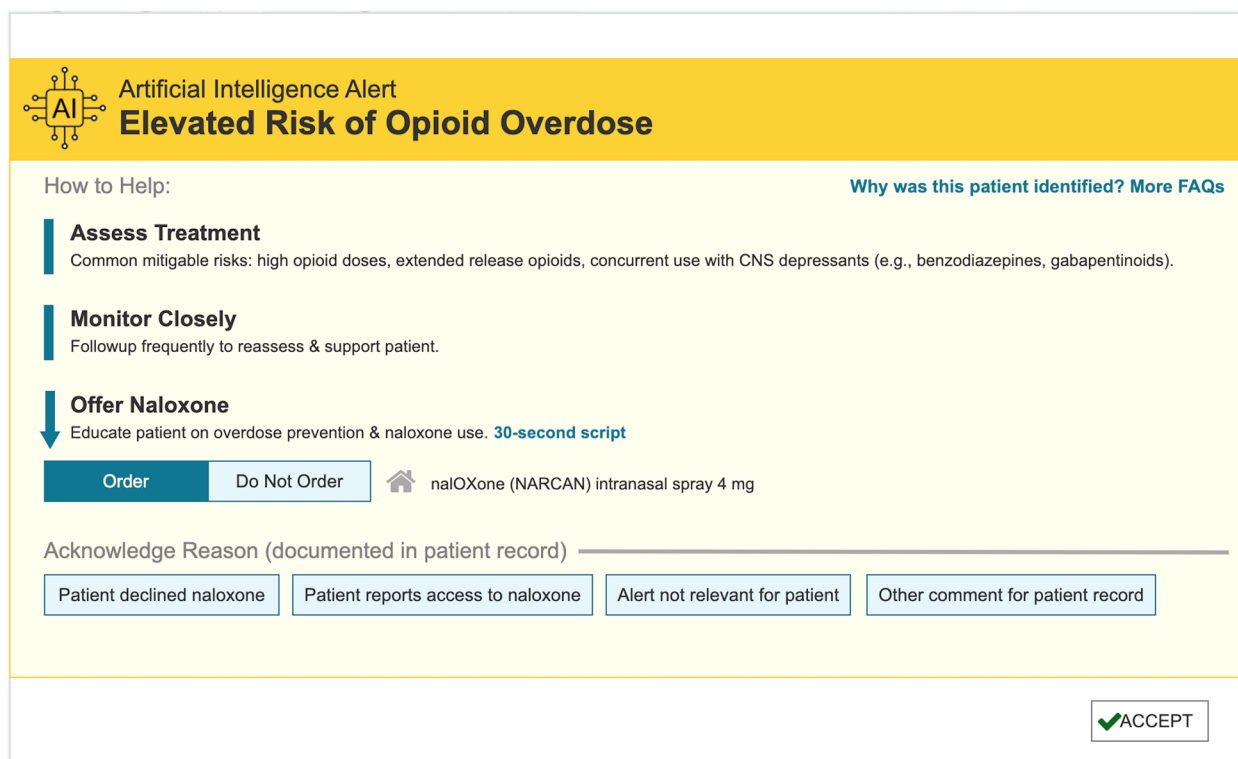 AI
Artificial Intelligence Alert
Elevated Risk of Opioid Overdose
How to Help:
Why was this patient identified? More FAQs
Assess Treatment
Common mitigable risks: high opioid doses, extended release opioids, concurrent use with CNS depressants (e.g., benzodiazepines, gabapentinoids).
Monitor Closely
Followup frequently to reassess & support patient.
Offer Naloxone
Educate patient on overdose prevention & naloxone use. 30-second script
Order Do Not Order nalOXone (NARCAN) intranasal spray 4 mg
Acknowledge Reason (documented in patient record)
Patient declined naloxone Patient reports access to naloxone Alert not relevant for patient Other comment for patient record
ACCEPT